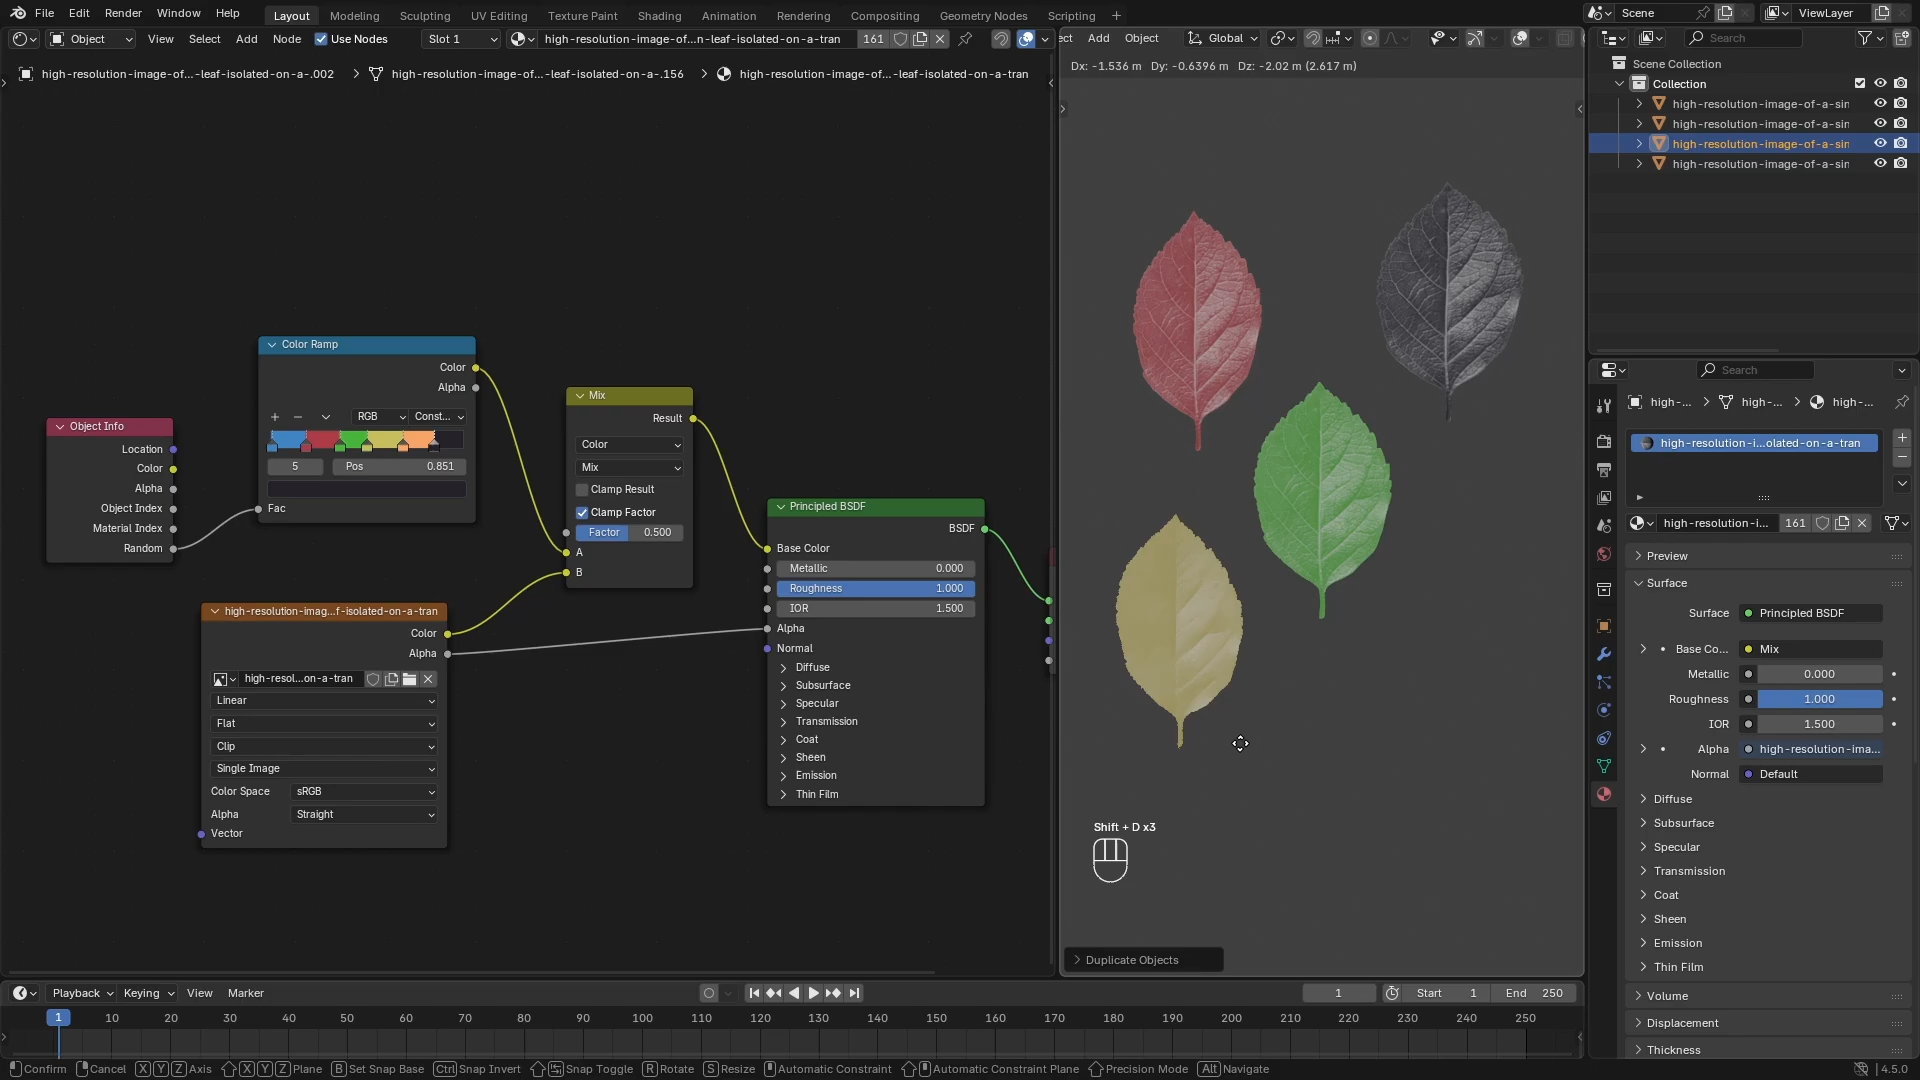 File Edit Render Window Help Layout Modeling Sculpting UV Editing Texture Paint Shading Animation Rendering Compositing Geometry Nodes Scripting + Scene ViewLayer
Object View Select Add Node Use Nodes Slot 1 high-resolution-image-of...n-leaf-isolated-on-a-tran 161
ect Add Object Global
Search
high-resolution-image-of...-leaf-isolated-on-a-.002 high-resolution-image-of...-leaf-isolated-on-a-.156 high-resolution-image-of...-leaf-isolated-on-a-tran
Dx: -1.536 m Dy: -0.6396 m Dz: -2.02 m (2.617 m)
Scene Collection
Collection
high-resolution-image-of-a-sin
high-resolution-image-of-a-sin
high-resolution-image-of-a-sin
high-resolution-image-of-a-sin
Color Ramp
Color
Alpha
RGB Const...
5 Pos 0.851
Fac
Object Info
Location
Color
Alpha
Object Index
Material Index
Random
Mix
Result
Color
Mix
Clamp Result
Clamp Factor
Factor 0.500
A
B
Principled BSDF
BSDF
Base Color
Metallic 0.000
Roughness 1.000
IOR 1.500
Alpha
Normal
Diffuse
Subsurface
Specular
Transmission
Coat
Sheen
Emission
Thin Film
high-resolution-imag...f-isolated-on-a-tran
Color
Alpha
high-resol...on-a-tran
Linear
Flat
Clip
Single Image
Color Space sRGB
Alpha Straight
Vector
Shift + D x3
Duplicate Objects
Search
high-... high-... high-...
high-resolution-i...olated-on-a-tran
high-resolution-i... 161
Preview
Surface
Surface Principled BSDF
Base Co... Mix
Metallic 0.000
Roughness 1.000
IOR 1.500
Alpha high-resolution-ima...
Normal Default
Diffuse
Subsurface
Specular
Transmission
Coat
Sheen
Emission
Thin Film
Volume
Displacement
Thickness
Playback Keying View Marker 1 Start 1 End 250
1 10 20 30 40 50 60 70 80 90 100 110 120 130 140 150 160 170 180 190 200 210 220 230 240 250
Confirm Cancel X Y Z Axis X Y Z Plane B Set Snap Base Ctrl Snap Invert Snap Toggle R Rotate S Resize Automatic Constraint Automatic Constraint Plane Precision Mode Alt Navigate 4.5.0